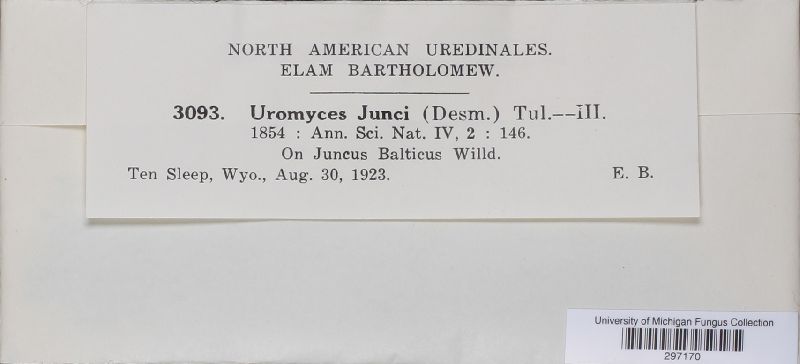 NORTH AMERICAN UREDINALES.
ELAM BARTHOLOMEW.
3093. Uromyces Junci (Desm.) Tul.--III.
1854 : Ann. Sci. Nat. IV, 2 : 146.
On Juncus Balticus Willd.
Ten Sleep, Wyo., Aug. 30, 1923. E. B.
University of Michigan Fungus Collection
297170